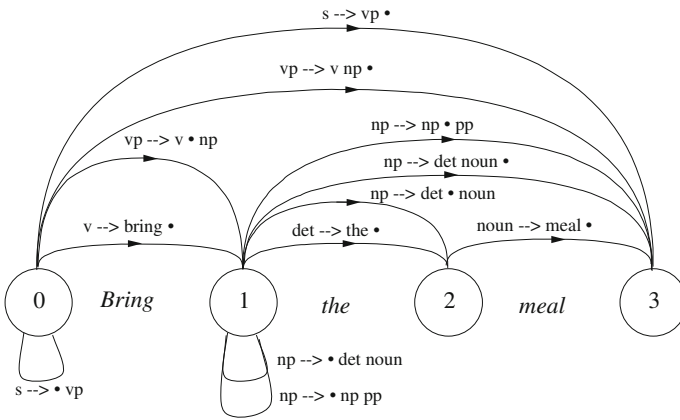 s --> vp •
vp --> v np •
vp --> v • np
np --> np • pp
np --> det noun •
np --> det • noun
v --> bring •
det --> the •
noun --> meal •
0 Bring 1 the 2 meal 3
s --> • vp
np --> • det noun
np --> • np pp